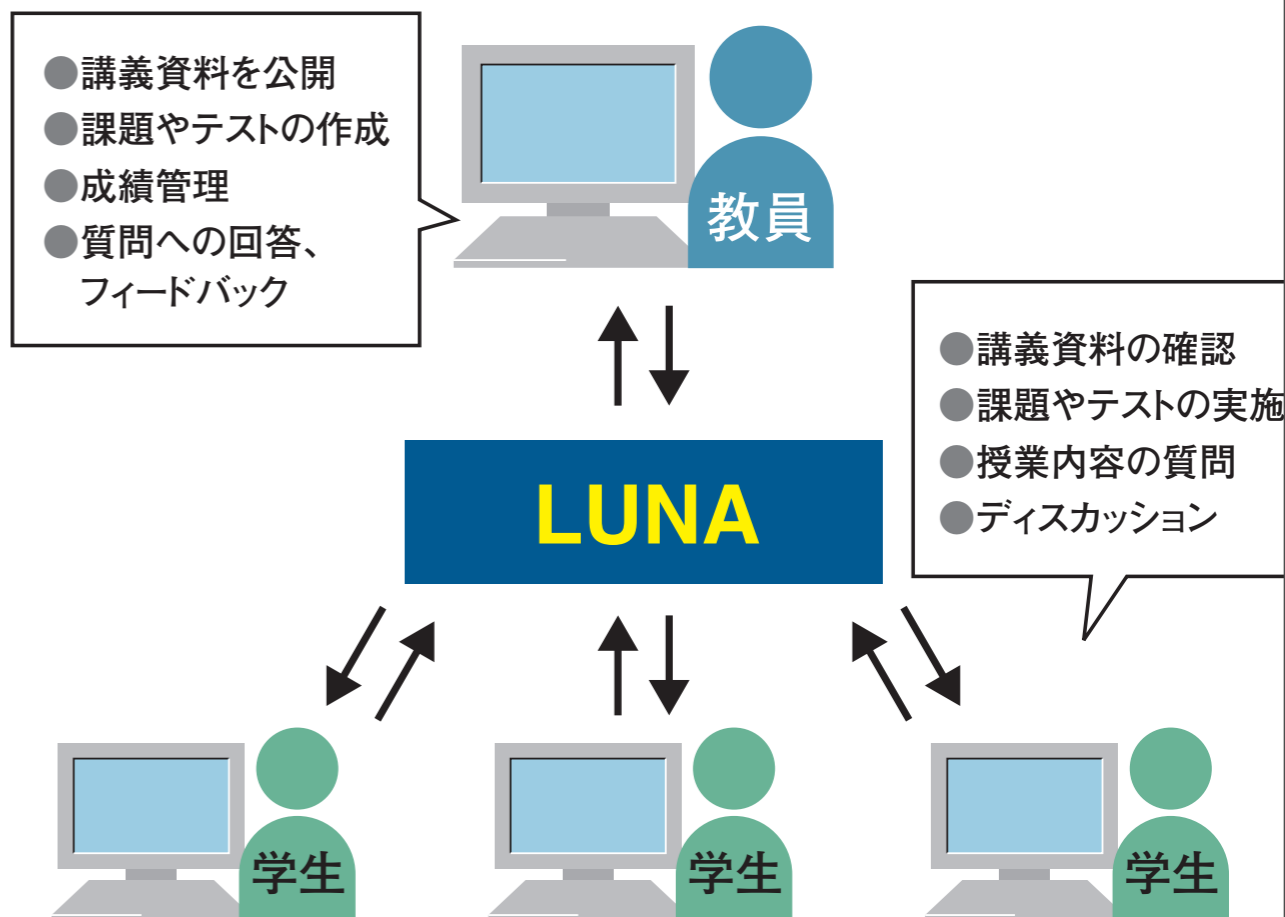 ●講義資料を公開
●課題やテストの作成
●成績管理
●質問への回答、
フィードバック
教員
●講義資料の確認
●課題やテストの実施
●授業内容の質問
●ディスカッション
LUNA
学生
学生
学生